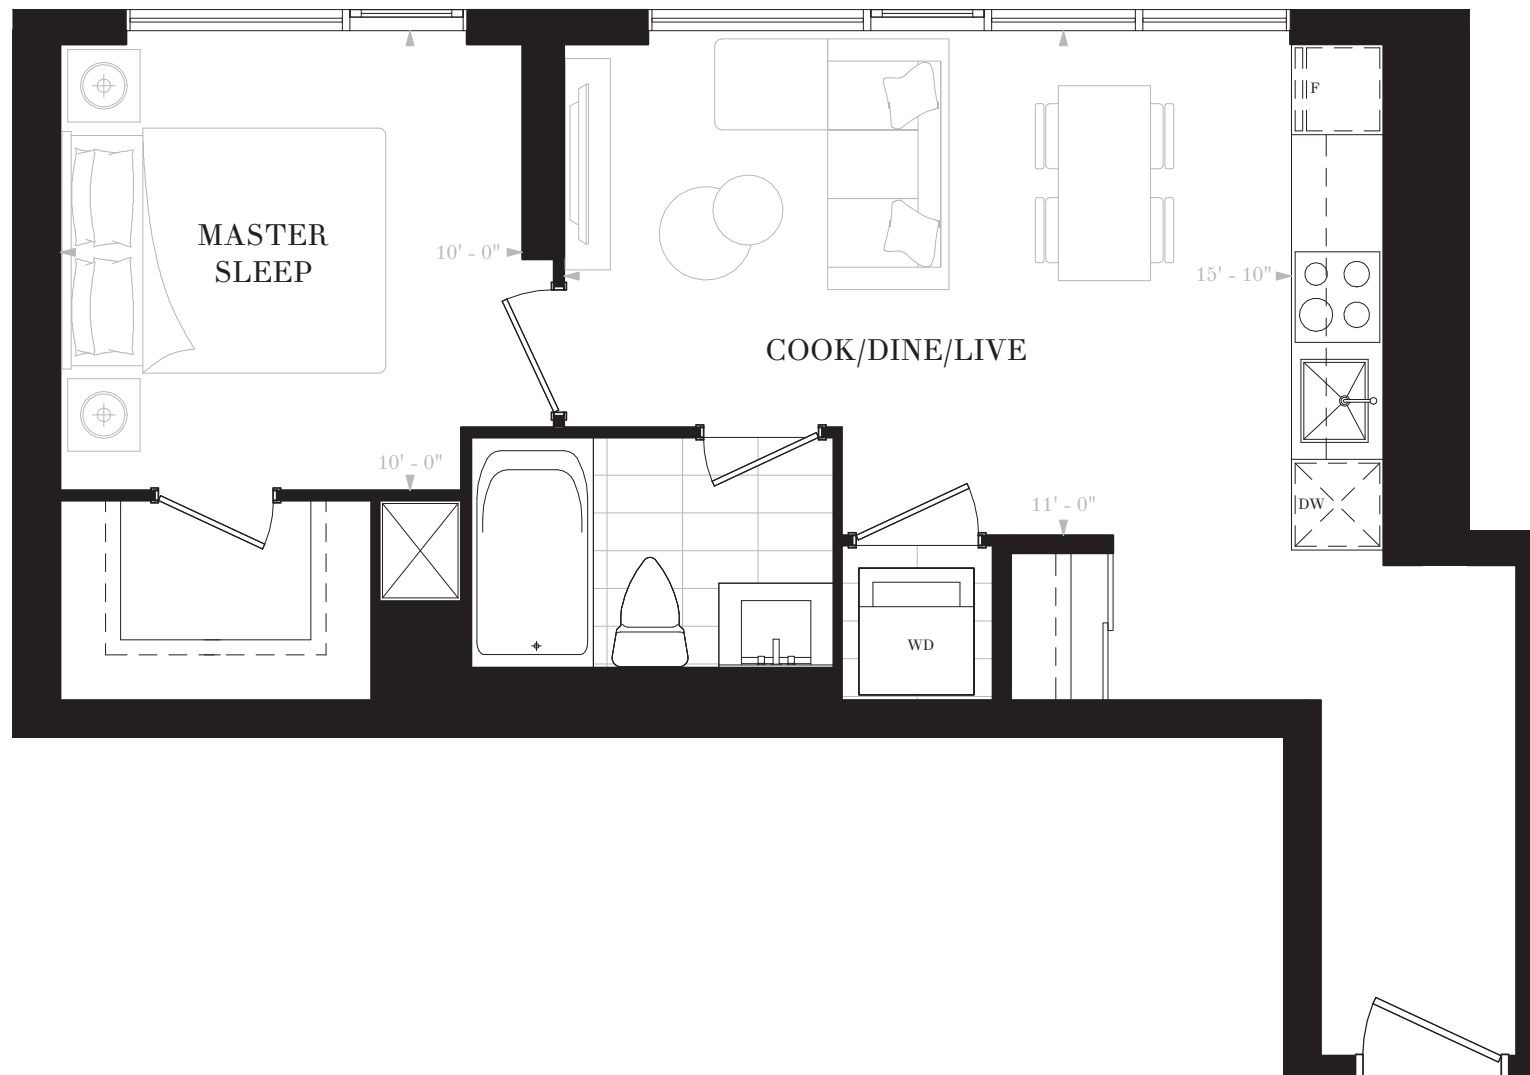 F
MASTER
SLEEP
10' - 0"
15' - 10"
COOK/DINE/LIVE
10' - 0"
11' - 0"
DW
WD